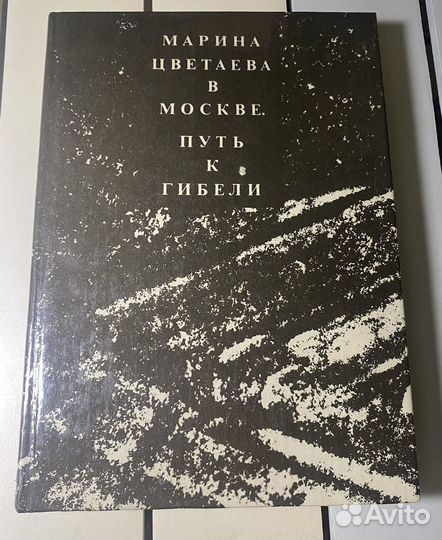 МАРИНА
ЦВЕТАЕВА
В
МОСКВЕ.
ПУТЬ
К
ГИБЕЛИ
Avito